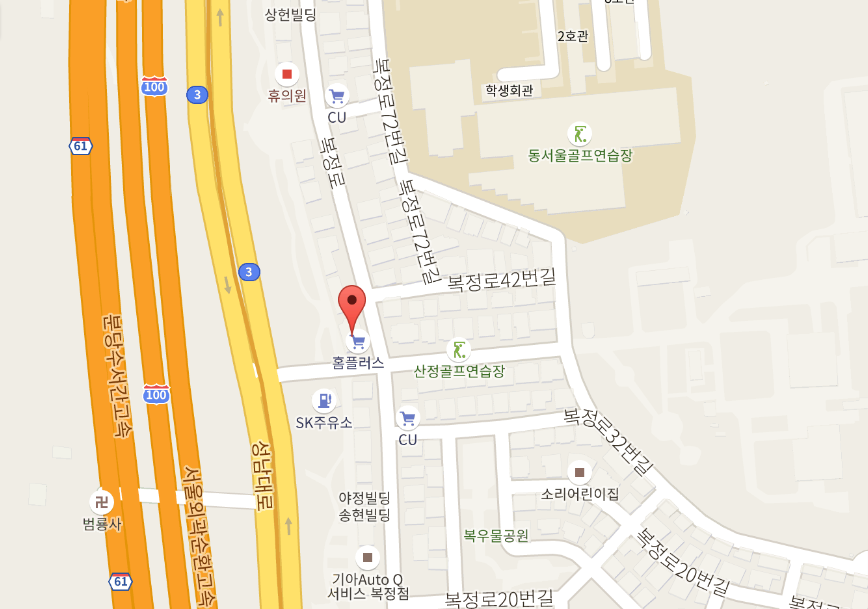 8호관
상헌빌딩
2호관
휴의원
100
3
학생회관
CU
복정로72번길
동서울골프연습장
61
복정로
복정로72번길
3
복정로42번길
홈플러스
산정골프연습장
분당수서간고속
100
SK주유소
CU
복정로32번길
성남대로
서울외곽순환고속
소리어린이집
야정빌딩
송현빌딩
범룡사
복우물공원
복정로20번길
61
기아Auto Q
서비스 복정점
복정로20번길